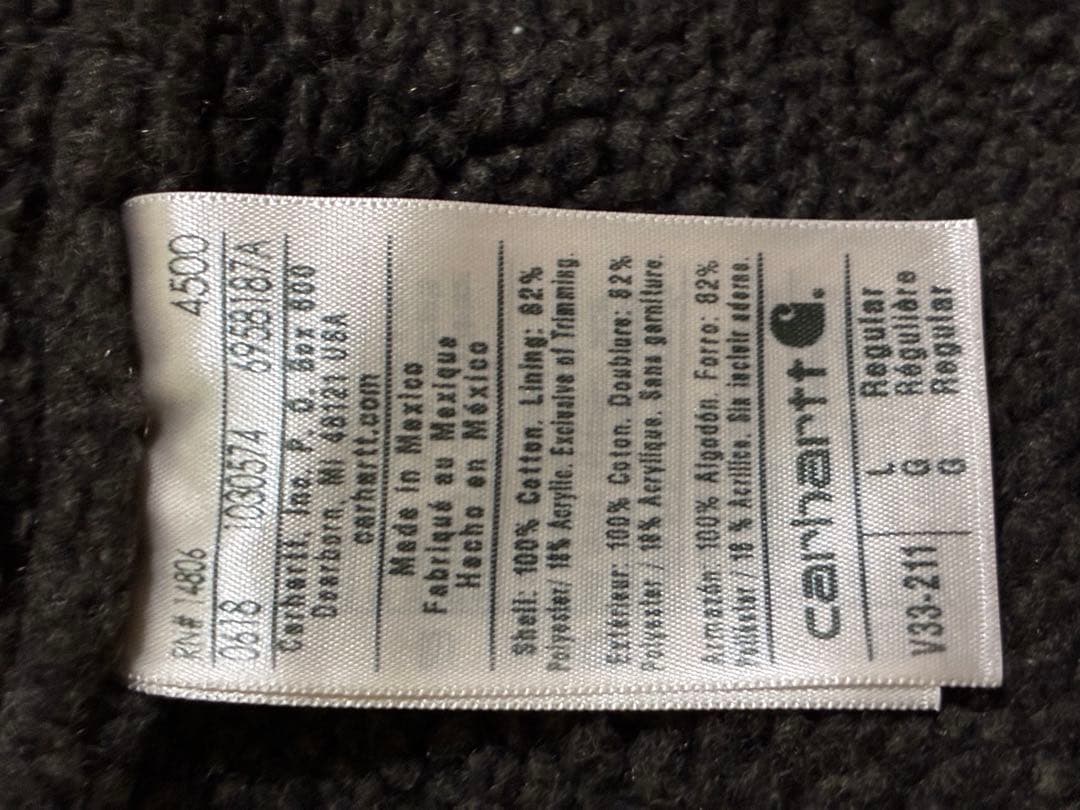 RN# 14806 4500
0618 1030574 6958187A
Carhartt, Inc. P. O. Box 600
Dearborn, MI 48121 USA
carhartt.com
Made in Mexico
Fabriqué au Mexique
Hecho en México
Shell: 100% Cotton. Lining: 82%
Polyester/ 18% Acrylic. Exclusive of Trimming.
Extérieur: 100% Coton. Doublure: 82%
Polyester / 18% Acrylique. Sans garniture.
Armazón: 100% Algodón. Forro: 82%
Poliéster / 18 % Acrílico. Sin incluir adorno.
carhartt
L Regular
V33-211 G Régulière
G Regular